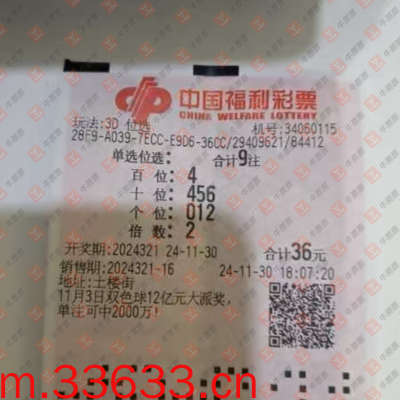 中国福利彩票
CHINA WELFARE LOTTERY
玩法:3D 位选 机号:34060115
28F9-A039-7ECC-E9D6-36CC/29409621/84412
单选位选: 合计9注
百 位: 4
十 位: 456
个 位: 012
倍 数: 2
开奖期:2024321 24-11-30 合计36元
销售期:2024321-16 24-11-30 18:07:20
地址:土楼街
11月3日双色球12亿元大派奖,
单注可中2000万!
m.33633.cn